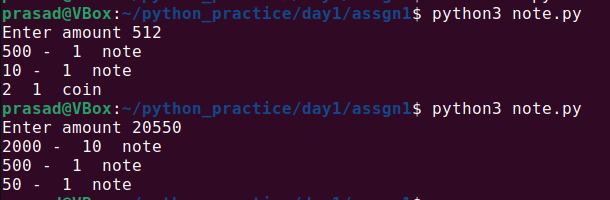 prasad@VBox:~/python_practice/day1/assgn1$ python3 note.py
Enter amount 512
500 -  1  note
10 -  1  note
2  1  coin
prasad@VBox:~/python_practice/day1/assgn1$ python3 note.py
Enter amount 20550
2000 -  10  note
500 -  1  note
50 -  1  note